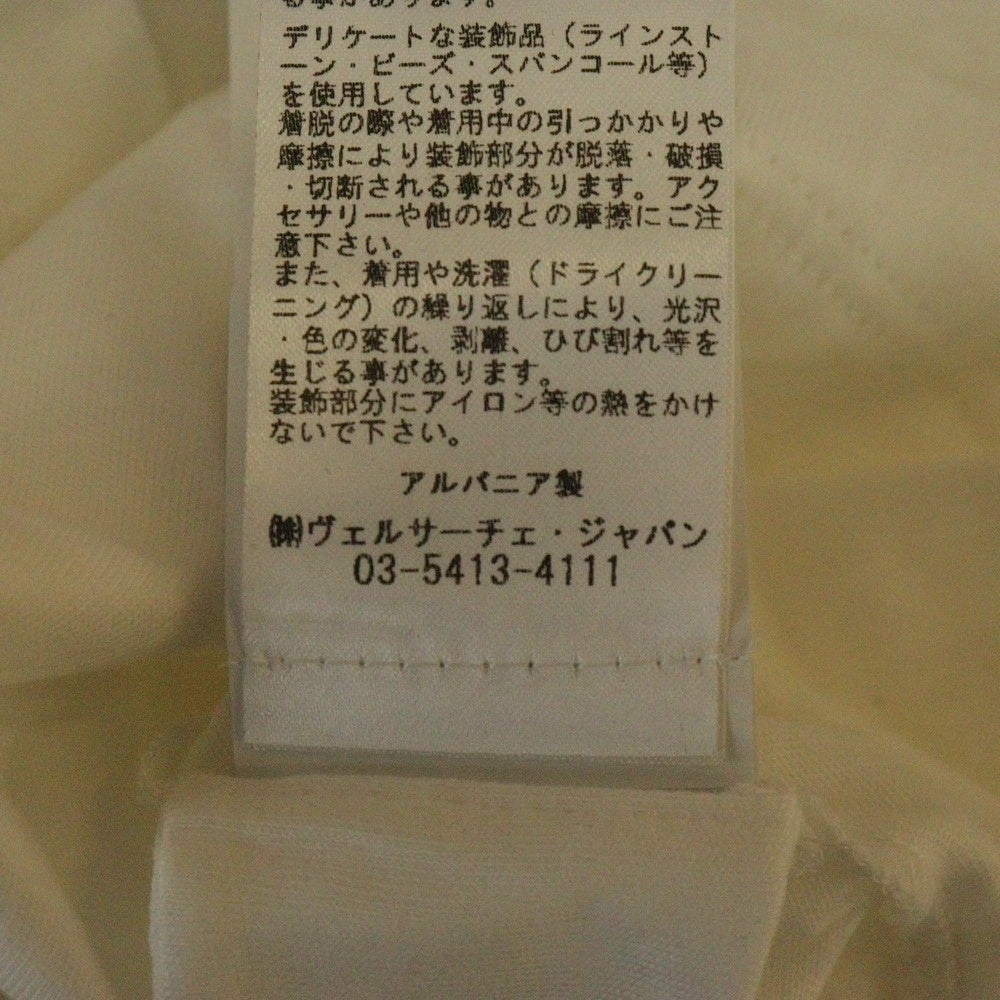 も事があります。
デリケートな装飾品(ラインスト
ーン・ビーズ・スパンコール等)
を使用しています。
着脱の際や着用中の引っかかりや
摩擦により装飾部分が脱落・破損
・切断される事があります。アク
セサリーや他の物との摩擦にご注
意下さい。
また、着用や洗濯(ドライクリー
ニング)の繰り返しにより、光沢
・色の変化、剥離、ひび割れ等を
生じる事があります。
装飾部分にアイロン等の熱をかけ
ないで下さい。
アルバニア製
㈱ヴェルサーチェ・ジャパン
03-5413-4111